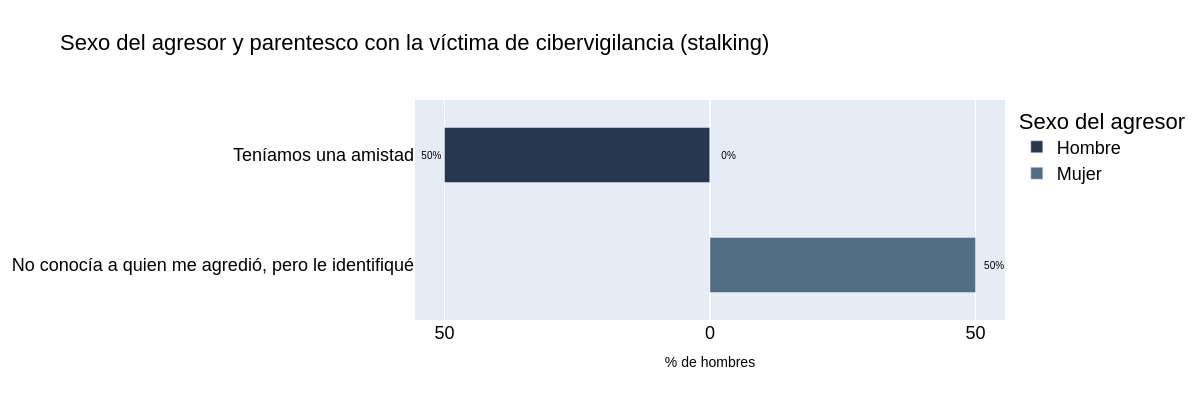 Sexo del agresor y parentesco con la víctima de cibervigilancia (stalking)
Sexo del agresor
Hombre
Mujer
Teníamos una amistad
50%
0%
No conocía a quien me agredió, pero le identifiqué
50%
50
0
50
% de hombres